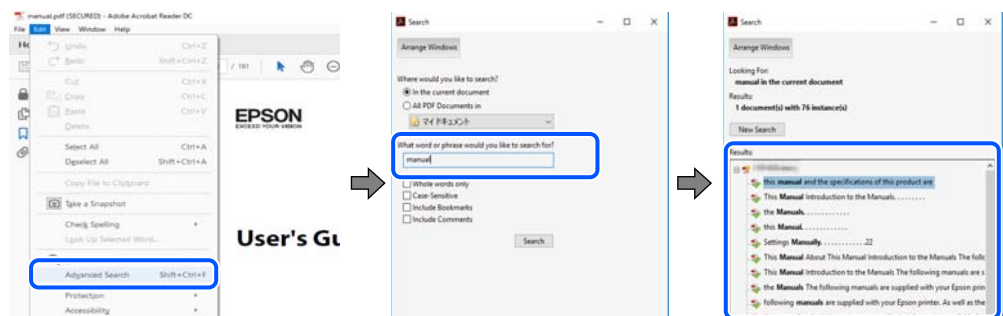 manual.pdf (SECURED) - Adobe Acrobat Reader DC
File Edit View Window Help
Undo Ctrl+Z
Redo Shift+Ctrl+Z
Cut Ctrl+X
Copy Ctrl+C
Paste Ctrl+V
Delete
Select All Ctrl+A
Deselect All Shift+Ctrl+A
Copy File to Clipboard
Take a Snapshot
Check Spelling
Look Up Selected Word...
Advanced Search Shift+Ctrl+F
Protection
Accessibility
/ 191
EPSON
EXCEED YOUR VISION
User's Gu
Search
Arrange Windows
Where would you like to search?
In the current document
All PDF Documents in
マイ ドキュメント
What word or phrase would you like to search for?
manual
Whole words only
Case-Sensitive
Include Bookmarks
Include Comments
Search
Search
Arrange Windows
Looking For:
manual in the current document
Results:
1 document(s) with 76 instance(s)
New Search
Results:
this manual and the specifications of this product are
This Manual Introduction to the Manuals. . . . . . . . .
the Manuals. . . . . . . . . . . . .
this Manual. . . . . . . . . . . . .
Settings Manually. . . . . . . . . . . . .22
This Manual About This Manual Introduction to the Manuals The follo
This Manual Introduction to the Manuals The following manuals are s
the Manuals The following manuals are supplied with your Epson prin
following manuals are supplied with your Epson printer. As well as the